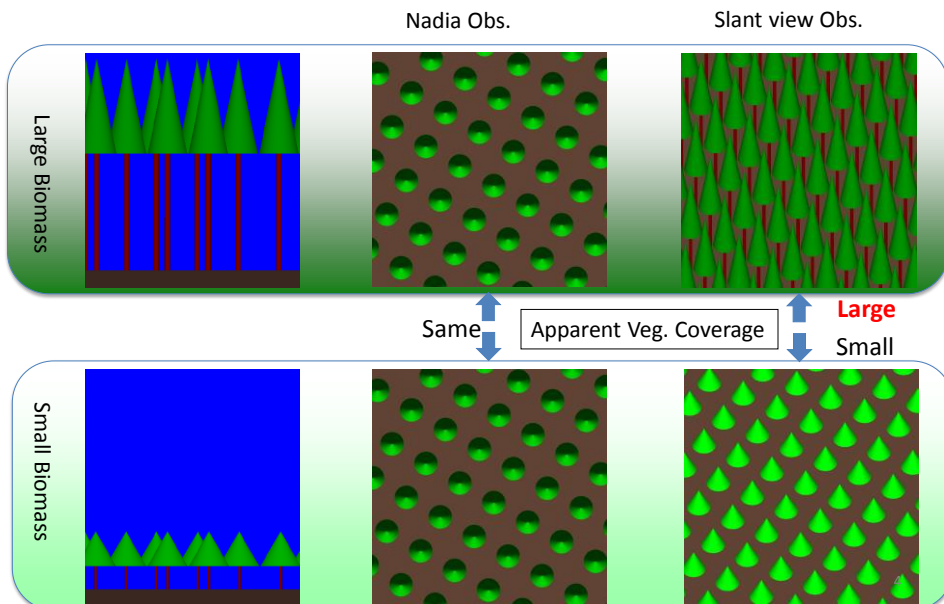 Nadia Obs.
Slant view Obs.
Large Biomass
Same
Apparent Veg. Coverage
Large
Small
Small Biomass